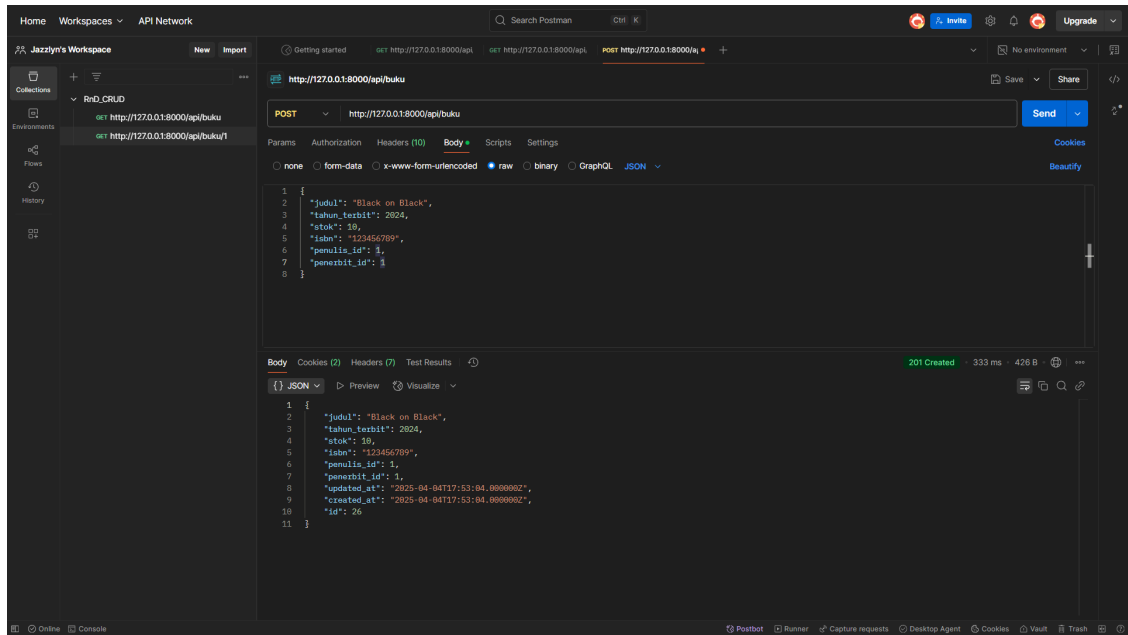 Home Workspaces API Network Search Postman Ctrl K Invite Upgrade
Jazzlyn's Workspace New Import Getting started GET http://127.0.0.1:8000/api. GET http://127.0.0.1:8000/api. POST http://127.0.0.1:8000/a No environment
Collections
Environments
Flows
History
RnD_CRUD
GET http://127.0.0.1:8000/api/buku
GET http://127.0.0.1:8000/api/buku/1
http://127.0.0.1:8000/api/buku Save Share
POST http://127.0.0.1:8000/api/buku Send
Params Authorization Headers (10) Body Scripts Settings Cookies
none form-data x-www-form-urlencoded raw binary GraphQL JSON Beautify
1 {
2 "judul": "Black on Black",
3 "tahun_terbit": 2024,
4 "stok": 10,
5 "isbn": "123456789",
6 "penulis_id": 1,
7 "penerbit_id": 1
8 }
Body Cookies (2) Headers (7) Test Results 201 Created 333 ms 426 B
{} JSON Preview Visualize
1 {
2 "judul": "Black on Black",
3 "tahun_terbit": 2024,
4 "stok": 10,
5 "isbn": "123456789",
6 "penulis_id": 1,
7 "penerbit_id": 1,
8 "updated_at": "2025-04-04T17:53:04.000000Z",
9 "created_at": "2025-04-04T17:53:04.000000Z",
10 "id": 26
11 }
Online Console Postbot Runner Capture requests Desktop Agent Cookies Vault Trash